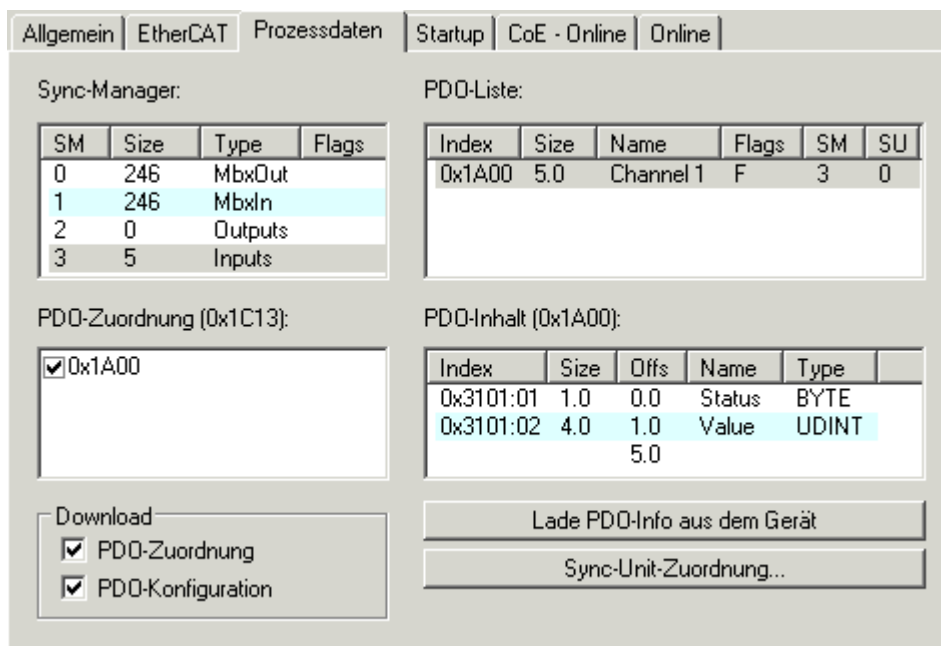 Allgemein EtherCAT Prozessdaten Startup CoE - Online Online
Sync-Manager:
SM Size Type Flags
0 246 MbxOut
1 246 MbxIn
2 0 Outputs
3 5 Inputs
PDO-Liste:
Index Size Name Flags SM SU
0x1A00 5.0 Channel 1 F 3 0
PDO-Zuordnung (0x1C13):
0x1A00
PDO-Inhalt (0x1A00):
Index Size Offs Name Type
0x3101:01 1.0 0.0 Status BYTE
0x3101:02 4.0 1.0 Value UDINT
5.0
Download
PDO-Zuordnung
PDO-Konfiguration
Lade PDO-Info aus dem Gerät
Sync-Unit-Zuordnung...